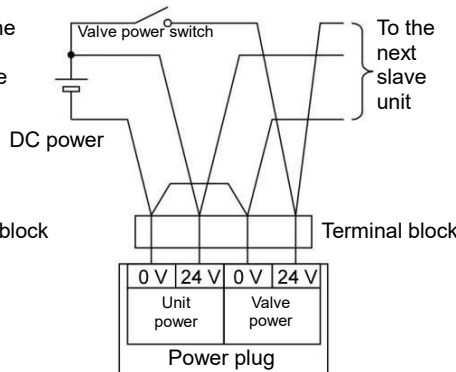 ne
Valve power switch
To the
next
slave
unit
e
DC power
block
Terminal block
0 V 24 V 0 V 24 V
Unit
power
Valve
power
Power plug